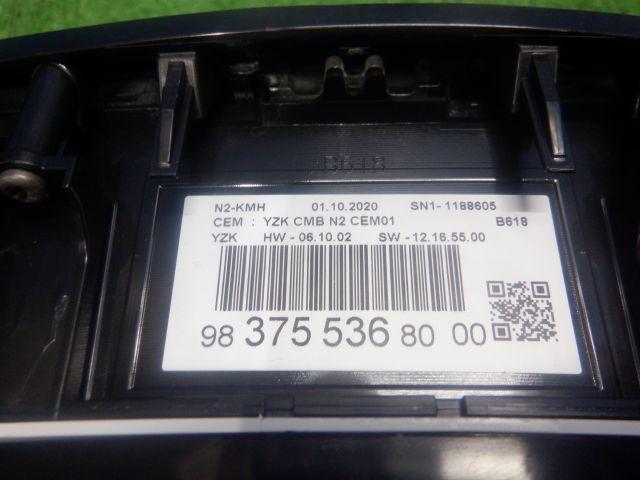 B618
N2-KMH 01.10.2020 SN1-1188605
CEM : YZK CMB N2 CEM01 B618
YZK HW - 06.10.02 SW - 12.16.55.00
98 375 536 80 00